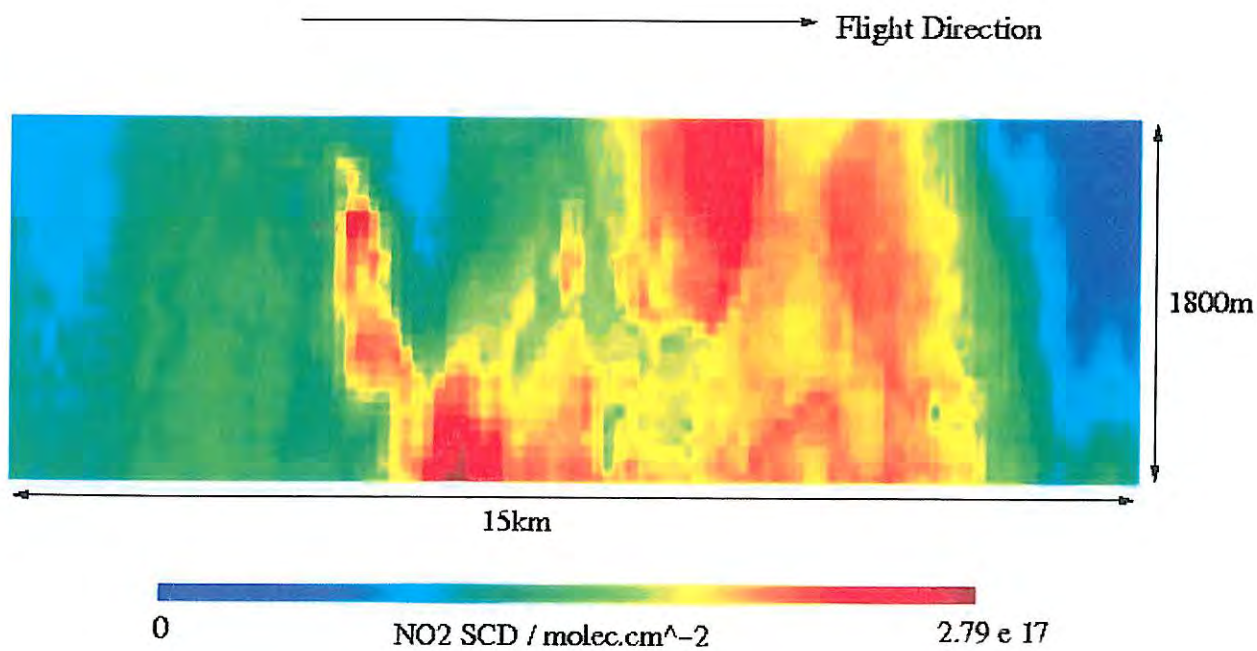 Flight Direction
1800m
15km
0
NO2 SCD / molec.cm^-2
2.79 e 17